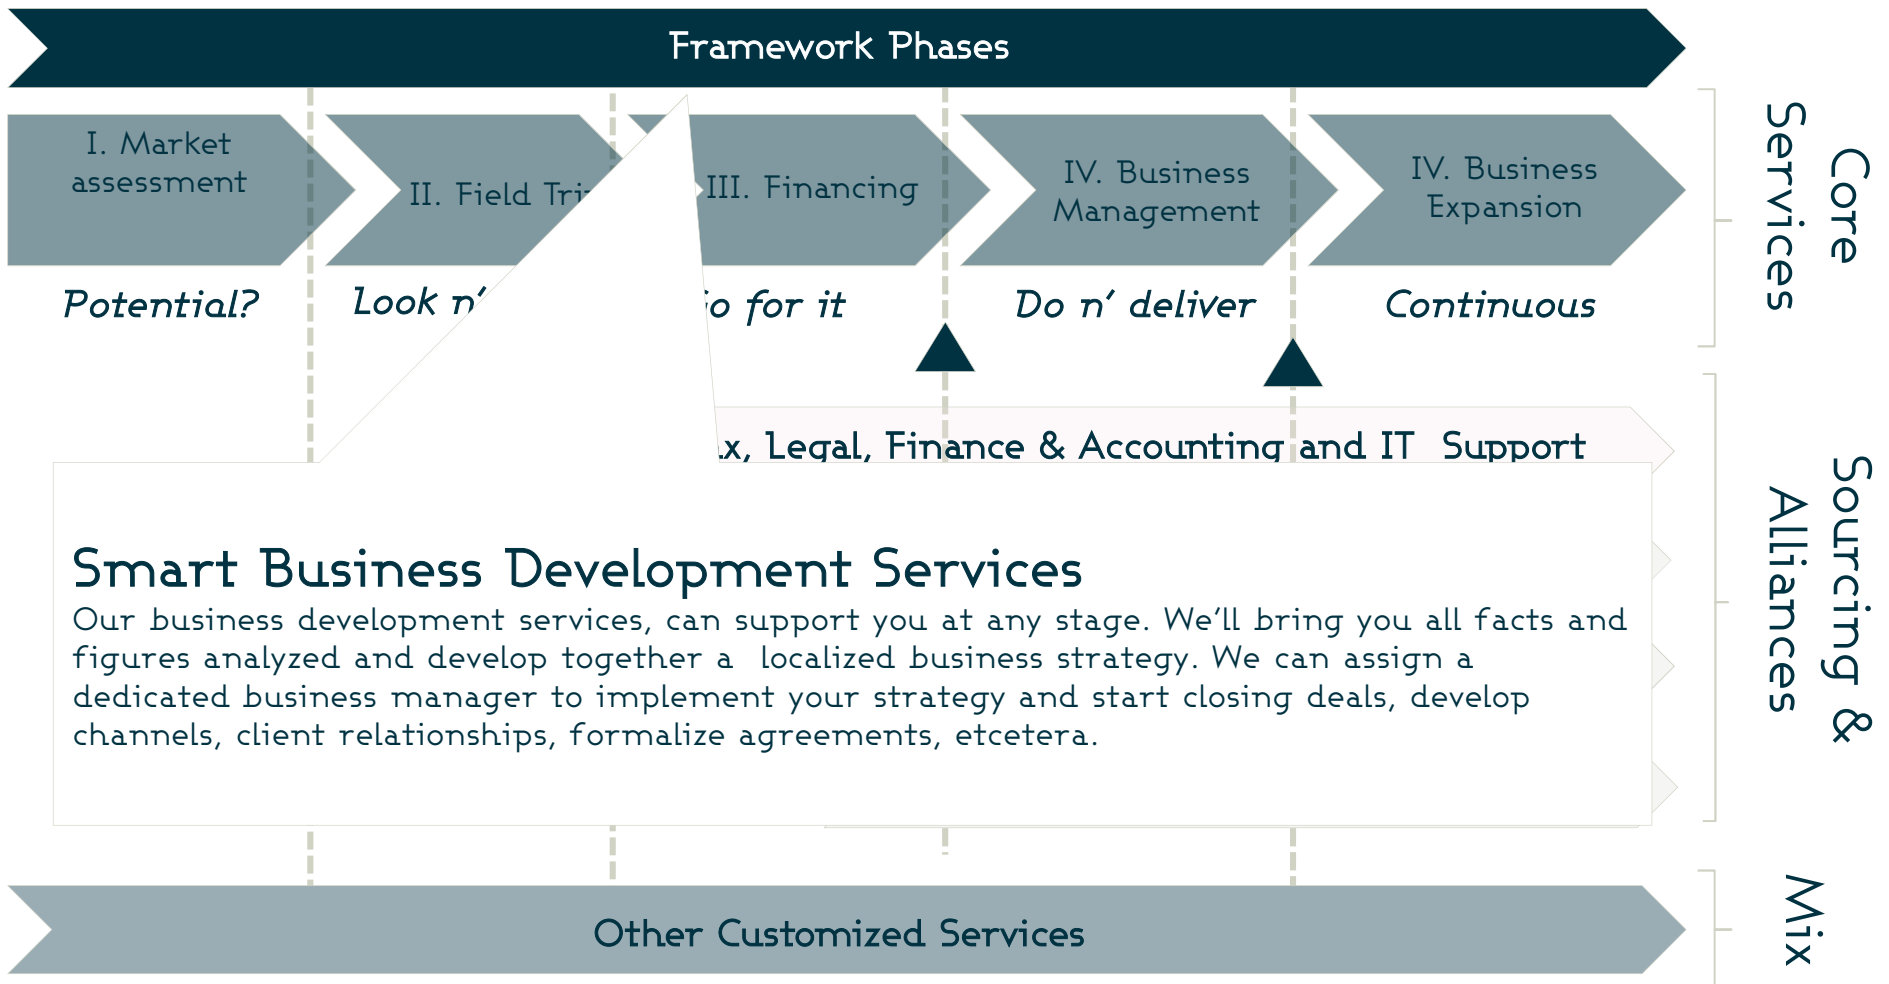 Framework Phases
I. Market
assessment
II. Field
III. Financing
IV. Business
Management
IV. Business
Expansion
Potential?
Look n’
for it
Do n’ deliver
Continuous
Core
Services
Legal, Finance & Accounting and IT Support
Smart Business Development Services
Our business development services, can support you at any stage. We’ll bring you all facts and
figures analyzed and develop together a localized business strategy. We can assign a
dedicated business manager to implement your strategy and start closing deals, develop
channels, client relationships, formalize agreements, etcetera.
Sourcing &
Alliances
Other Customized Services
Mix